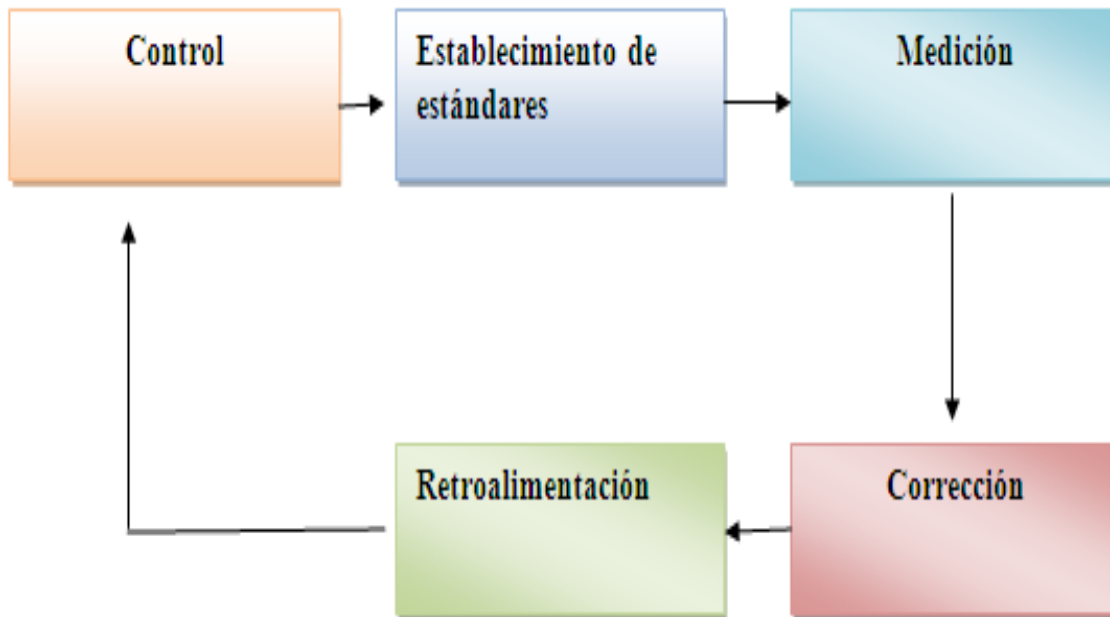 Control
Establecimiento de
estándares
Medición
Retroalimentación
Corrección